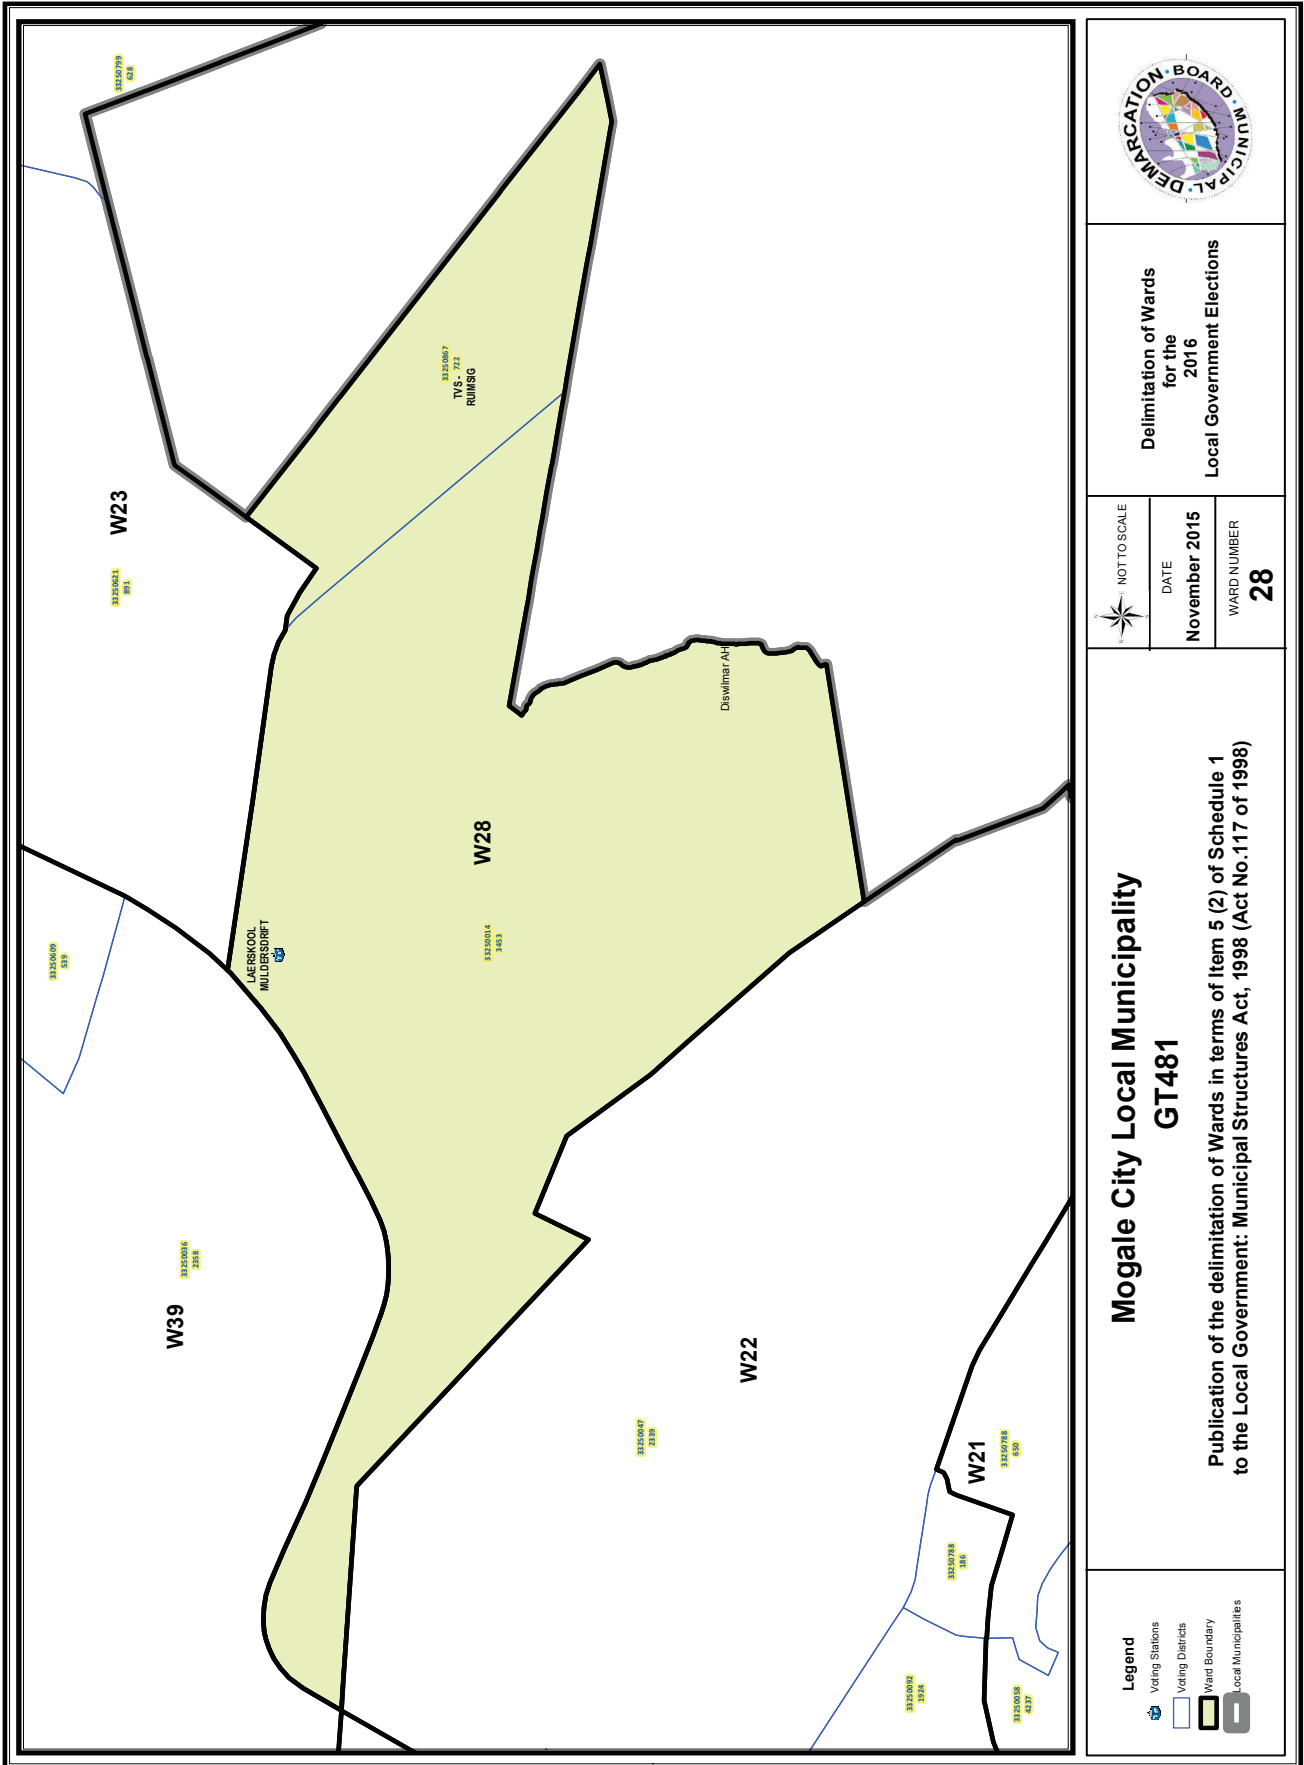 33250799
628
W23
33250621
891
33250867
TVS - 722
RUIMSIG
Diswilmar AH
W28
33250014
3453
LAERSKOOL
MULDERSDRIFT
33250609
539
33250036
2358
W39
W22
33250047
2339
W21
33250788
650
33250788
186
33250092
1924
33250058
4237
MUNICIPAL DEMARCATION BOARD
Delimitation of Wards
for the
2016
Local Government Elections
N
E
S
W
NOT TO SCALE
DATE
November 2015
WARD NUMBER
28
Mogale City Local Municipality
GT481
Publication of the delimitation of Wards in terms of Item 5 (2) of Schedule 1
to the Local Government: Municipal Structures Act, 1998 (Act No.117 of 1998)
Legend
Voting Stations
Voting Districts
Ward Boundary
Local Municipalities